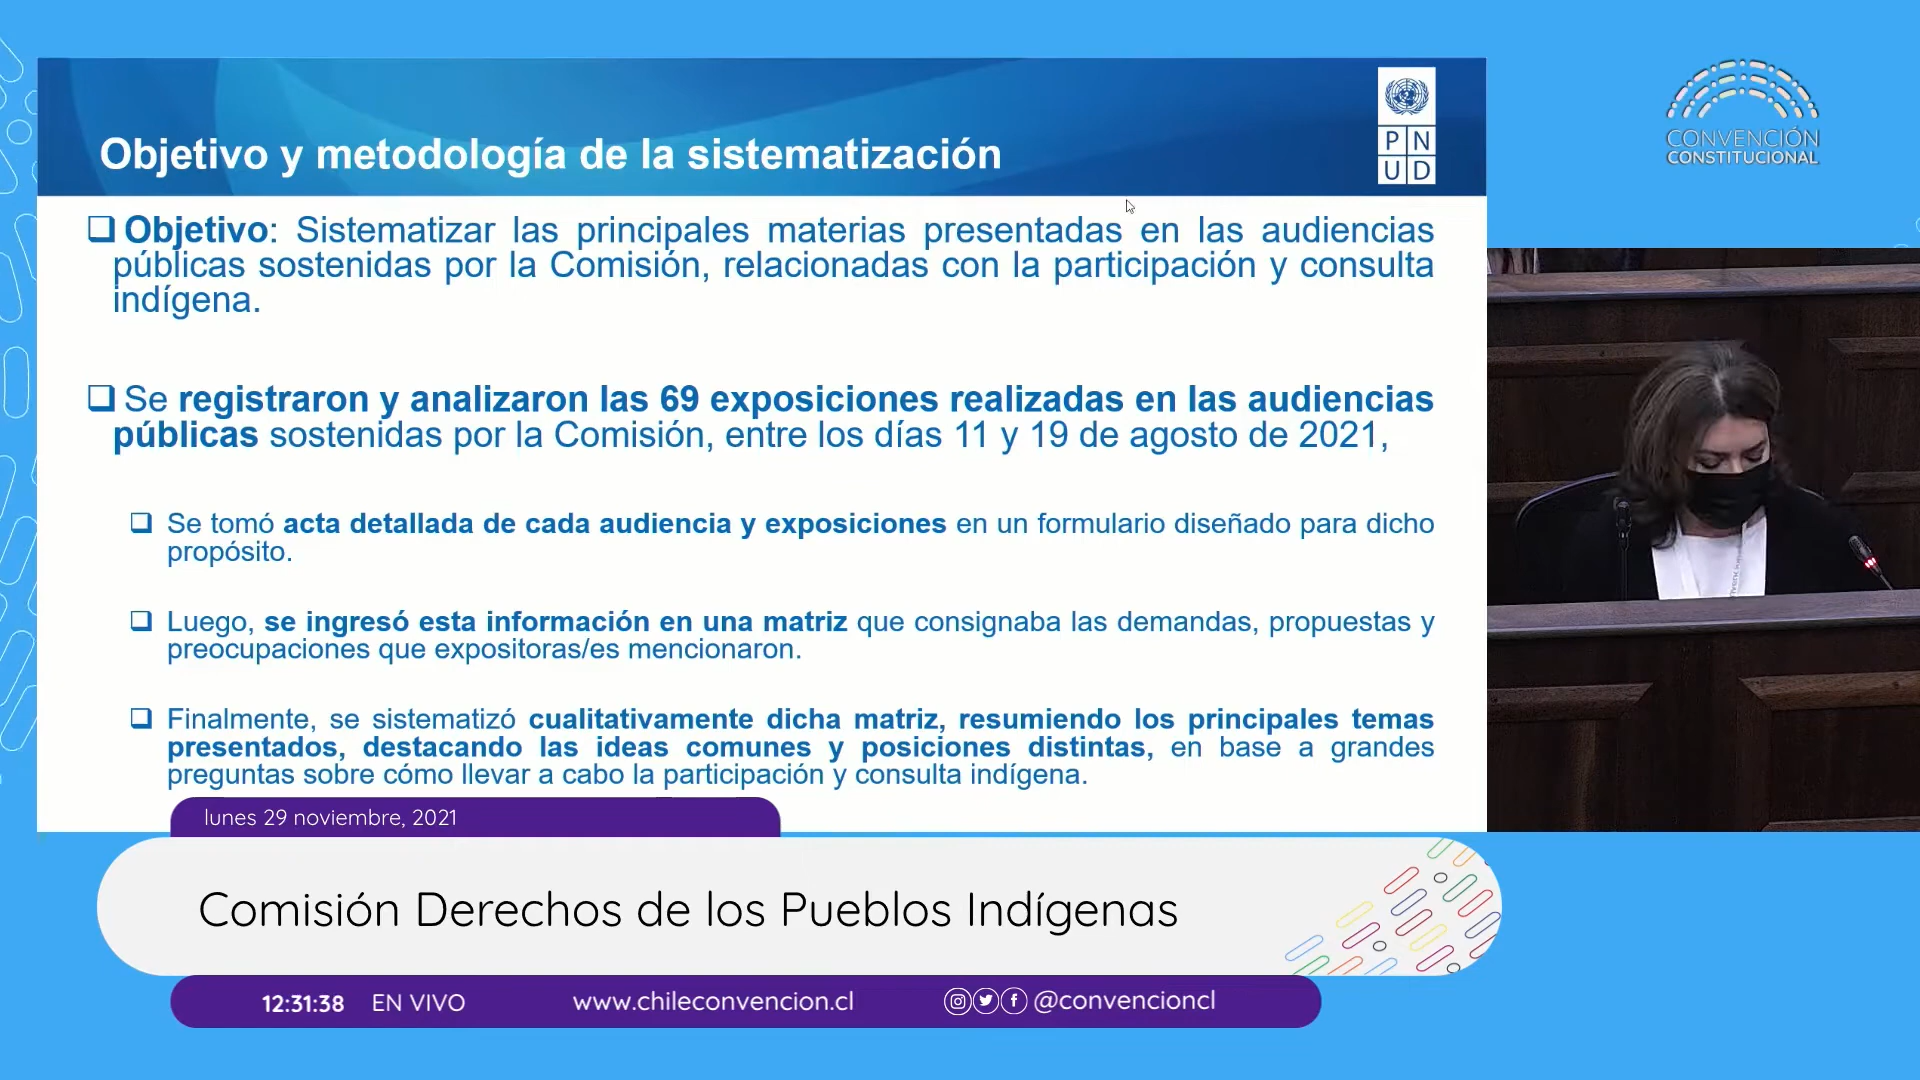 Objetivo y metodología de la sistematización
P N
U D
CONVENCIÓN
CONSTITUCIONAL
❑ Objetivo: Sistematizar las principales materias presentadas en las audiencias
públicas sostenidas por la Comisión, relacionadas con la participación y consulta
indígena.
❑ Se registraron y analizaron las 69 exposiciones realizadas en las audiencias
públicas sostenidas por la Comisión, entre los días 11 y 19 de agosto de 2021,
❑ Se tomó acta detallada de cada audiencia y exposiciones en un formulario diseñado para dicho
propósito.
❑ Luego, se ingresó esta información en una matriz que consignaba las demandas, propuestas y
preocupaciones que expositoras/es mencionaron.
❑ Finalmente, se sistematizó cualitativamente dicha matriz, resumiendo los principales temas
presentados, destacando las ideas comunes y posiciones distintas, en base a grandes
preguntas sobre cómo llevar a cabo la participación y consulta indígena.
lunes 29 noviembre, 2021
Comisión Derechos de los Pueblos Indígenas
12:31:38 EN VIVO www.chileconvencion.cl @convencioncl